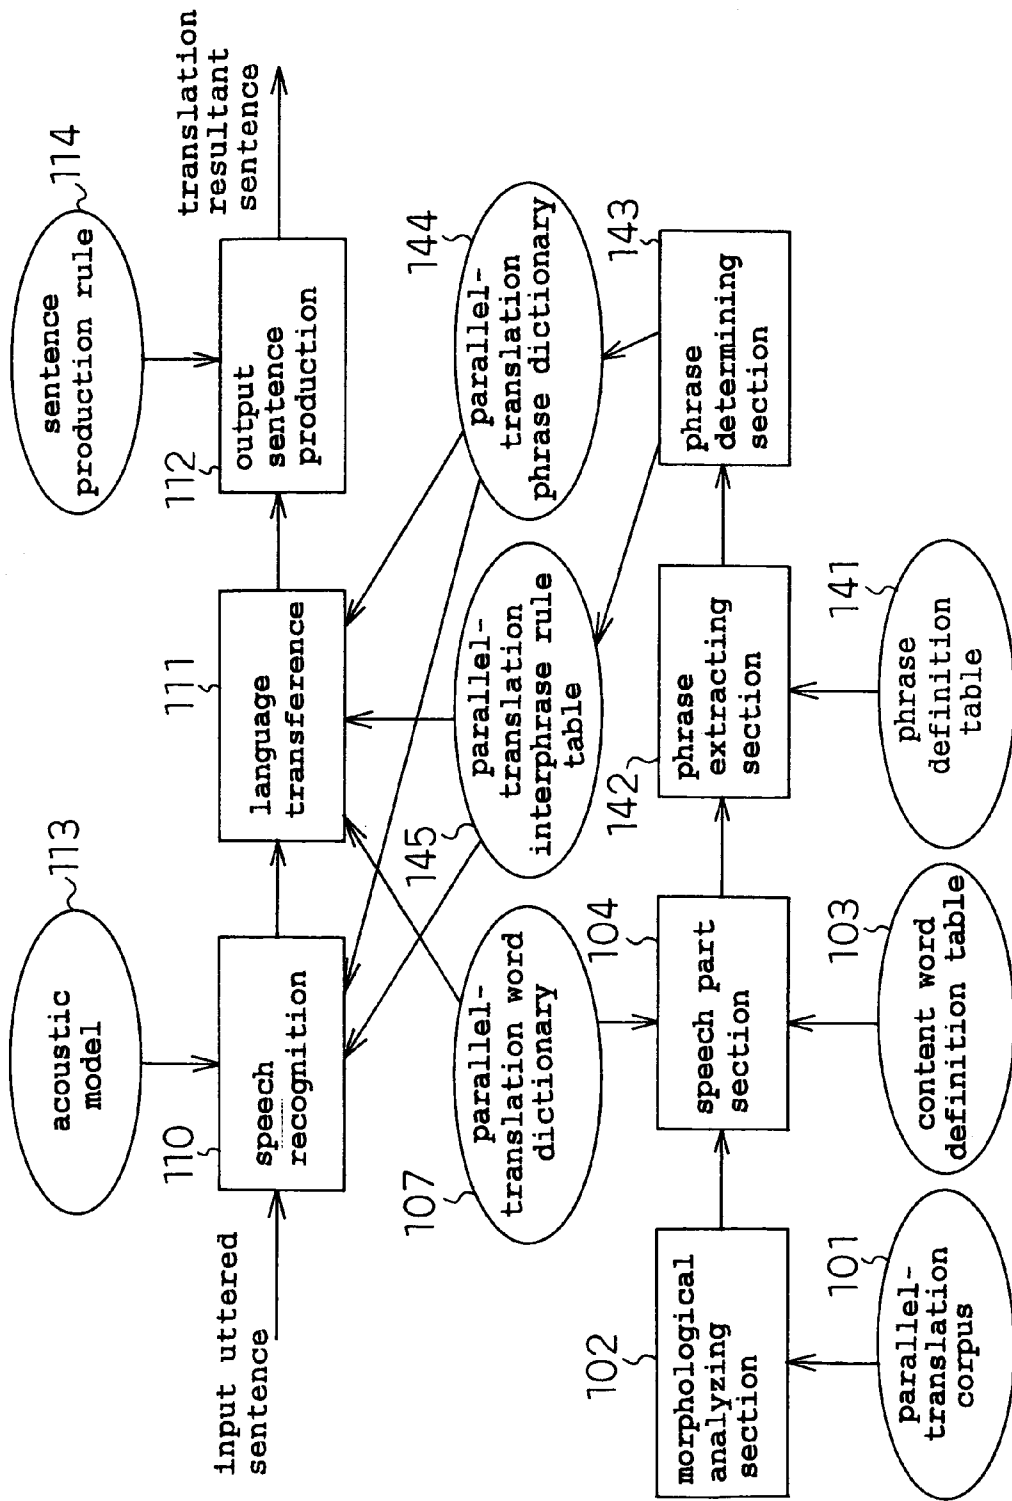 acoustic
model
113
sentence
production rule
114
input uttered
sentence
110
speech
recognition
111
language
transference
112
output
sentence
production
translation
resultant
sentence
107
parallel-
translation word
dictionary
145
parallel-
translation
interphrase rule
table
144
parallel-
translation
phrase dictionary
102
morphological
analyzing
section
104
speech part
section
142
phrase
extracting
section
143
phrase
determining
section
101
parallel-
translation
corpus
103
content word
definition table
141
phrase
definition
table